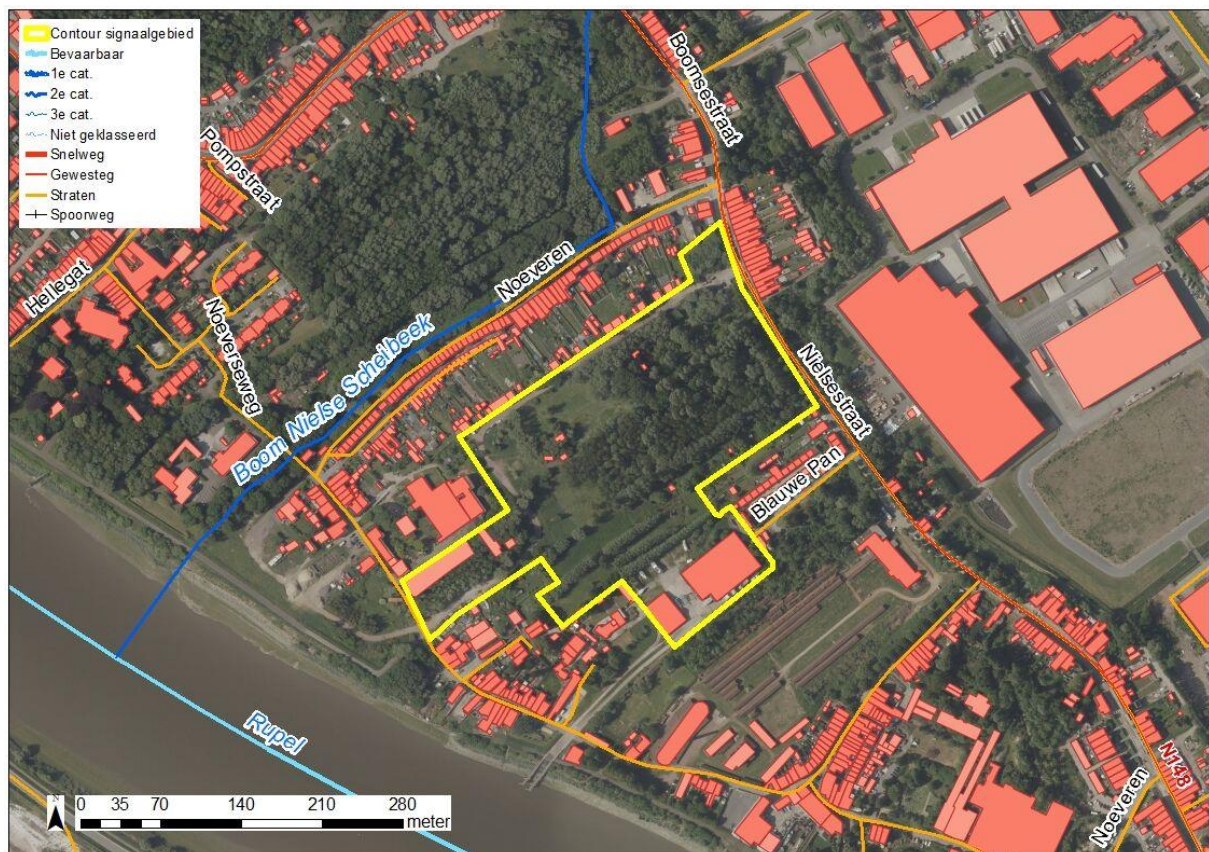 Contour signaalgebied
Bevaarbaar
1e cat.
2e cat.
3e cat.
Niet geklasseerd
Snelweg
Gewesteg
Straten
Spoorweg
Boomsestraat
Pompstraat
Hellegat
Noeveren
Noeverseweg
Boom Nielse Scheibeek
Nielsestraat
Blauwe Pan
Rupel
N148
Noeveren
N
0 35 70 140 210 280
meter